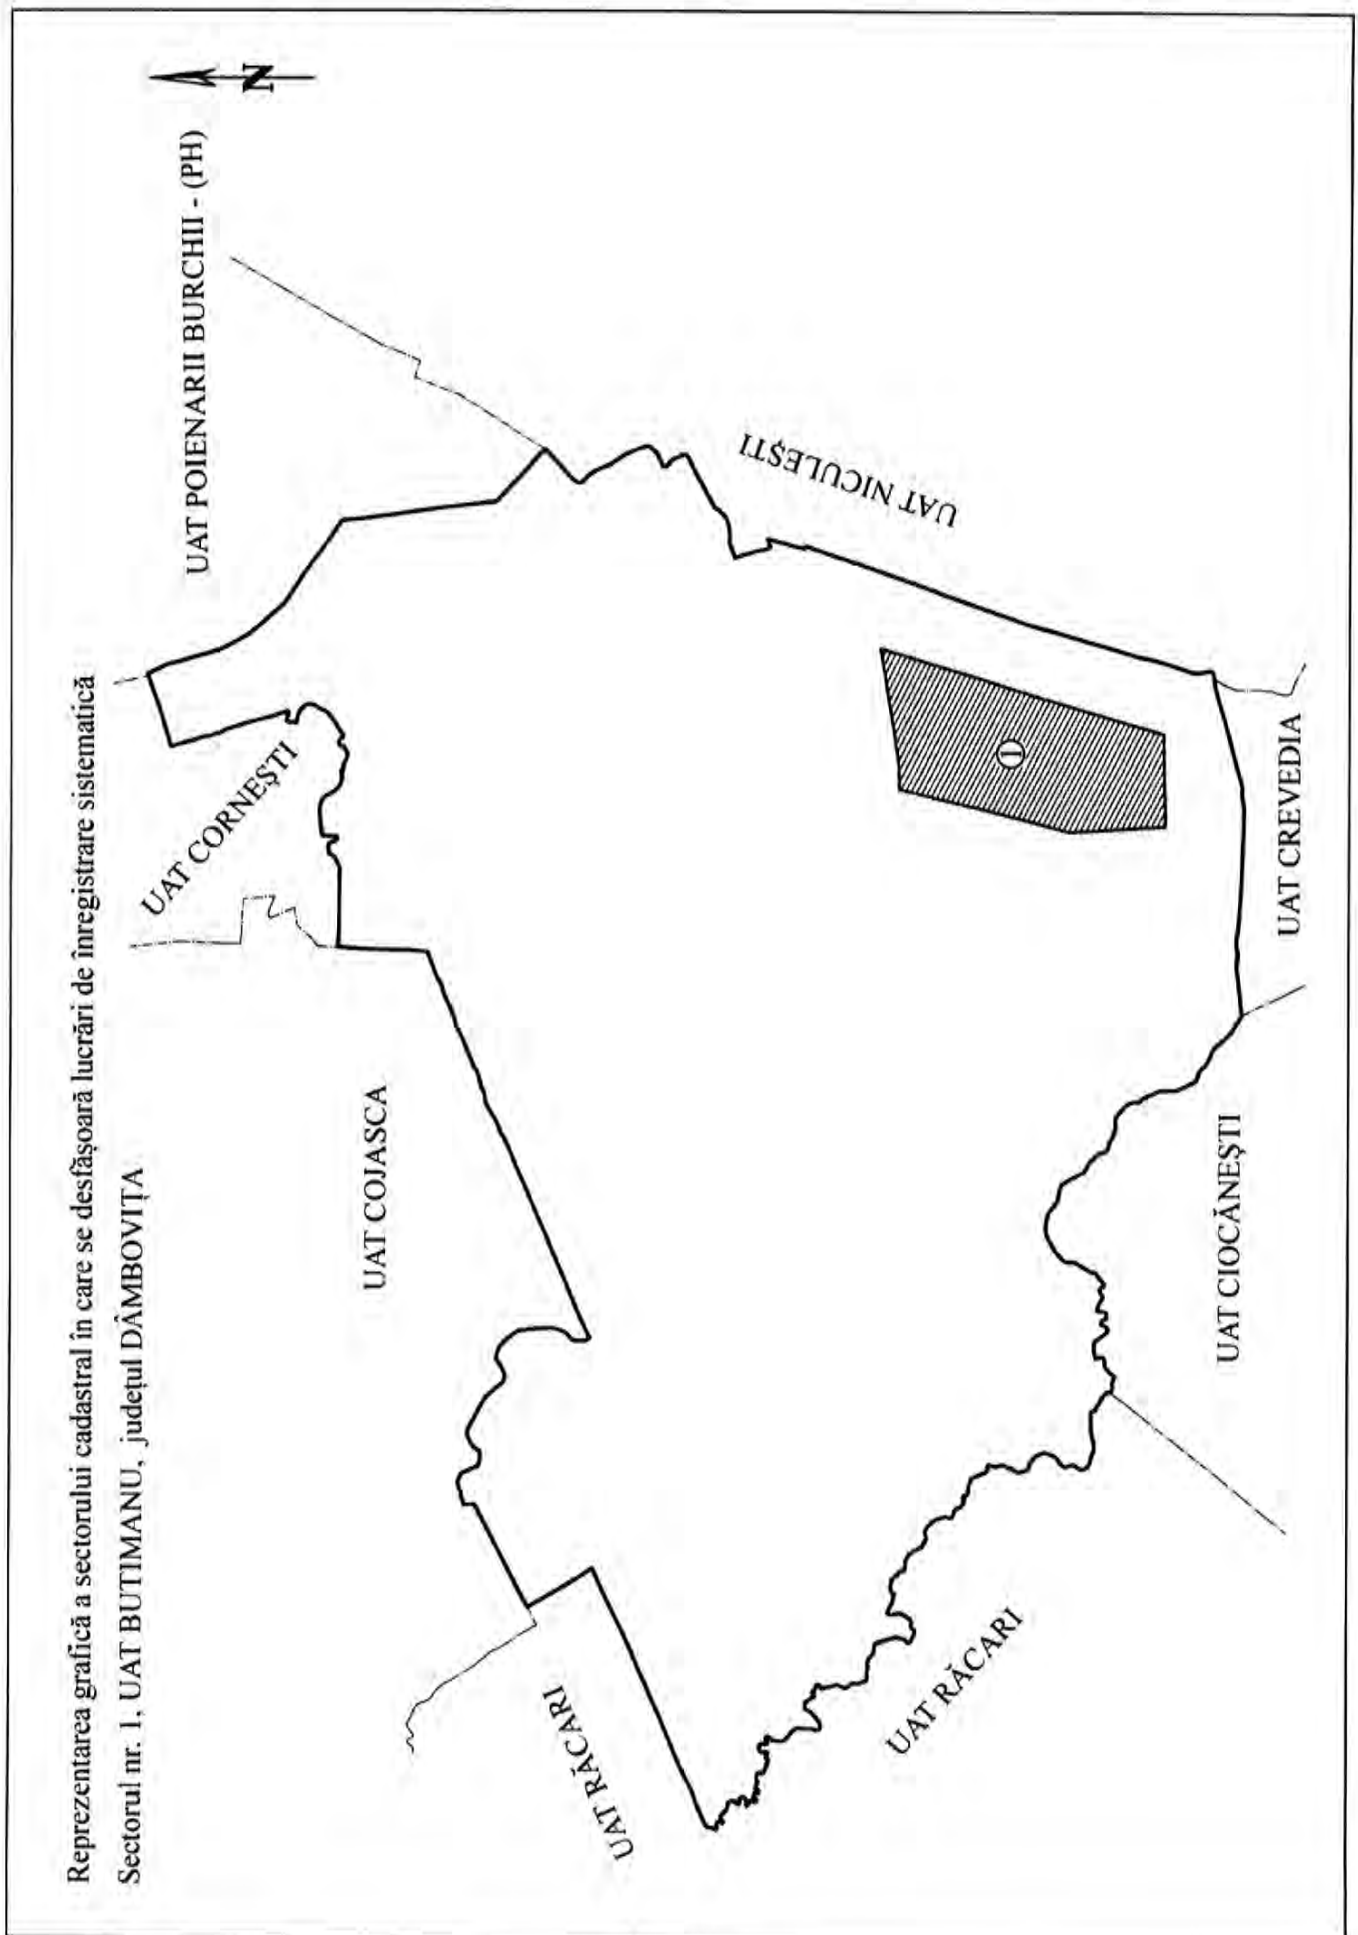 Reprezentarea grafică a sectorului cadastral în care se desfășoară lucrări de înregistrare sistematică
Sectorul nr. 1, UAT BUTIMANU, județul DÂMBOVIȚA
N
UAT POIENARII BURCHII - (PH)
UAT CORNEȘTI
UAT COJASCA
UAT NICULEȘTI
UAT RĂCARI
1
UAT RĂCARI
UAT CIOCĂNEȘTI
UAT CREVEDIA